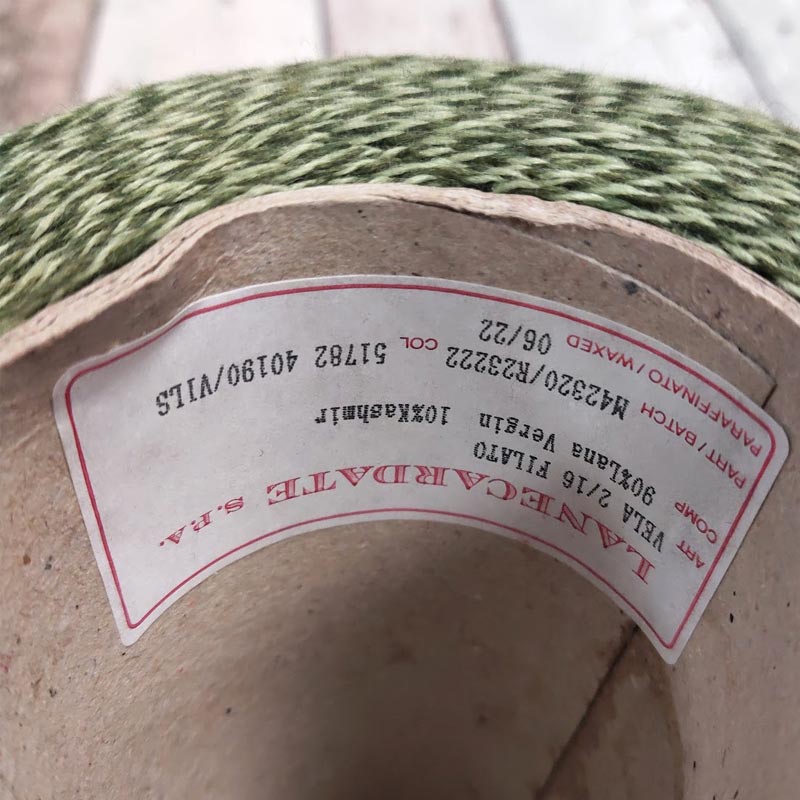 LANECARDATE S.P.A.
ART VELA 2/16 FILATO
COMP 90%Lana Vergin 10%Kashmir
PART/BATCH M42320/R23222 COL 51782 40190/VILS
PARAFFINATO/WAXED 06/22